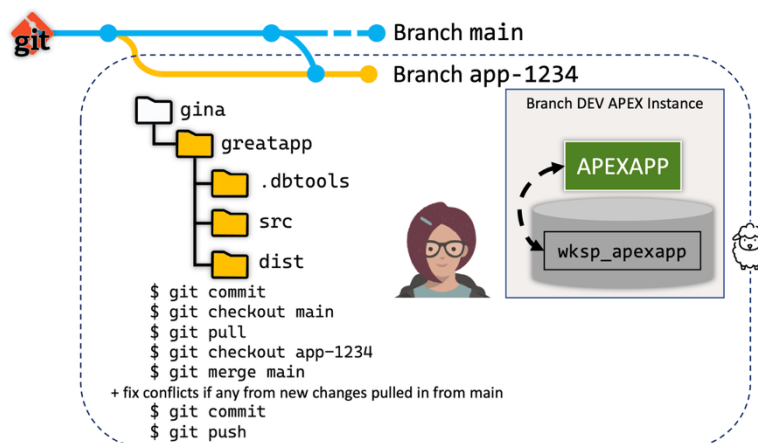 git
Branch main
Branch app-1234
gina
greatapp
.dbtools
src
dist
Branch DEV APEX Instance
APEXAPP
wksp_apexapp
$ git commit
$ git checkout main
$ git pull
$ git checkout app-1234
$ git merge main
+ fix conflicts if any from new changes pulled in from main
$ git commit
$ git push